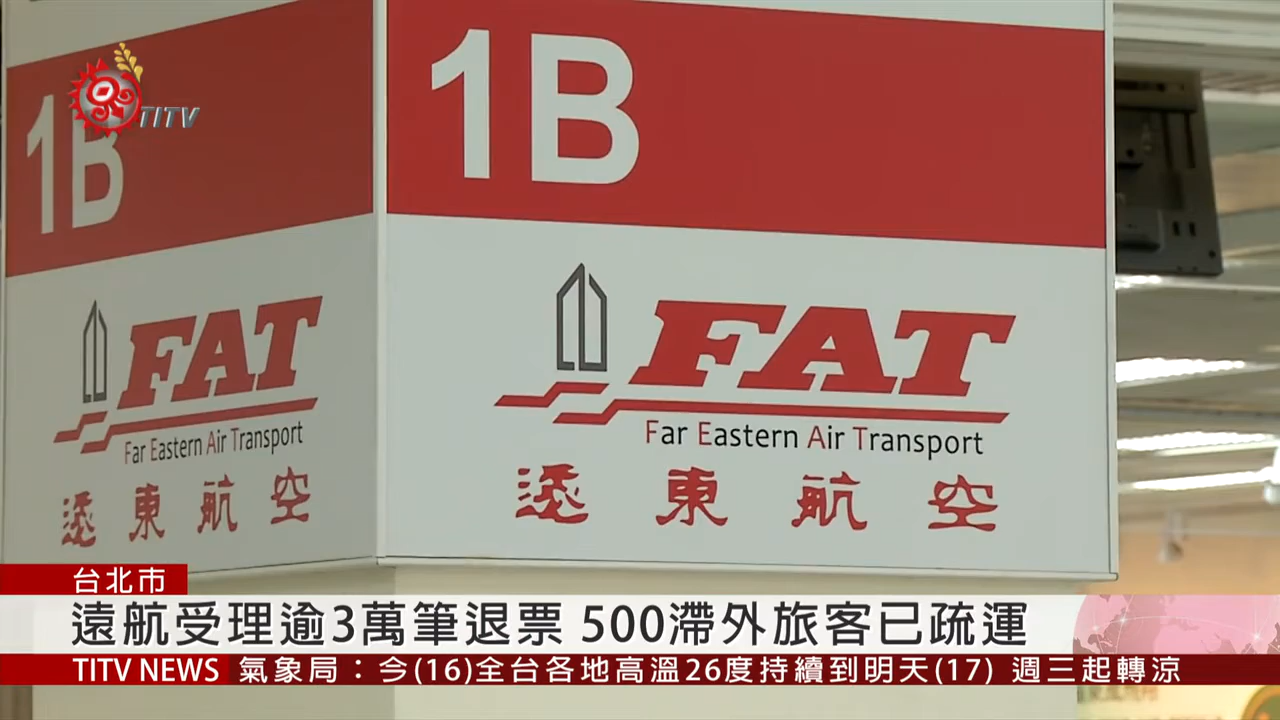 1B
FAT
Far Eastern Air Transport
遠東航空
1B
FAT
Far Eastern Air Transport
遠東航空
TITV
台北市
遠航受理逾3萬筆退票 500滯外旅客已疏運
TITV NEWS 氣象局：今(16)全台各地高溫26度持續到明天(17) 週三起轉涼